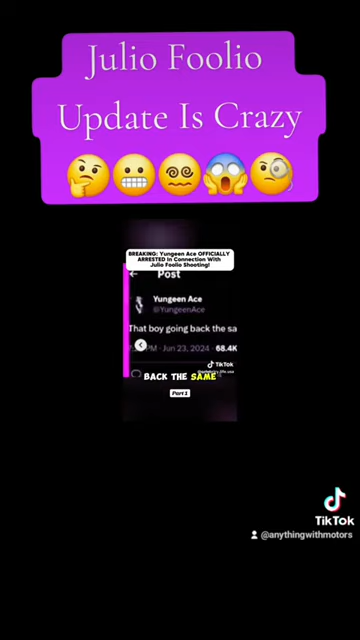 Julio Foolio
Update Is Crazy
BREAKING: Yungeen Ace OFFICIALLY
ARRESTED In Connection With
Julio Foolio Shooting!
Post
Yungeen Ace
@YungeenAce
That boy going back the sa
PM · Jun 23, 2024 · 68.4K
TikTok
BACK THE SAME
Part 1
TikTok
@anythingwithmotors